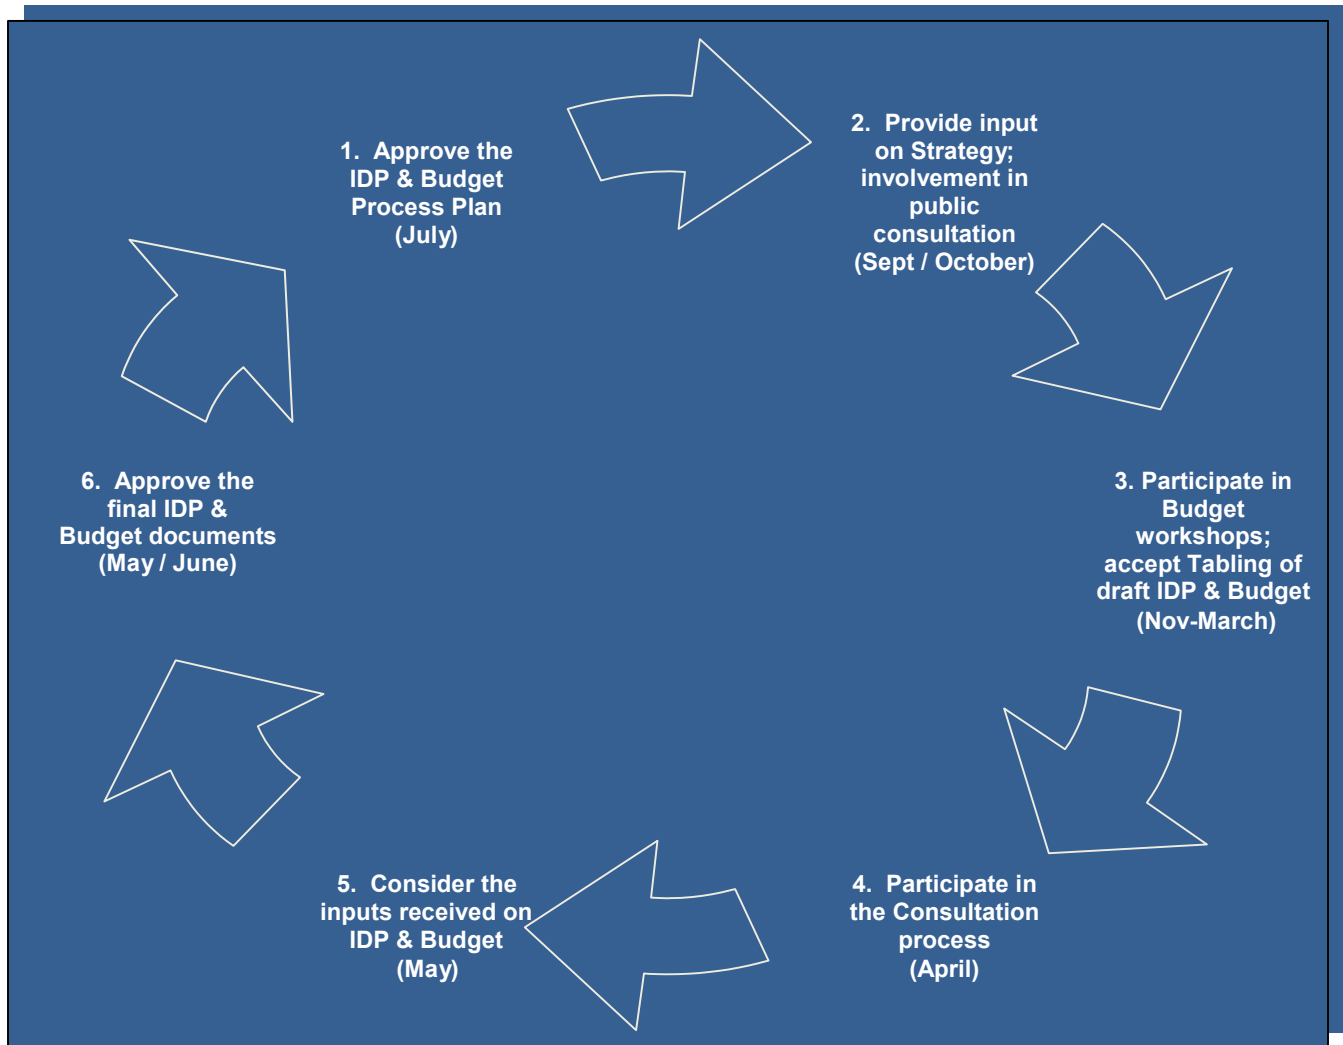 1. Approve the
IDP & Budget
Process Plan
(July)
2. Provide input
on Strategy;
involvement in
public
consultation
(Sept / October)
3. Participate in
Budget
workshops;
accept Tabling of
draft IDP & Budget
(Nov-March)
4. Participate in
the Consultation
process
(April)
5. Consider the
inputs received on
IDP & Budget
(May)
6. Approve the
final IDP &
Budget documents
(May / June)